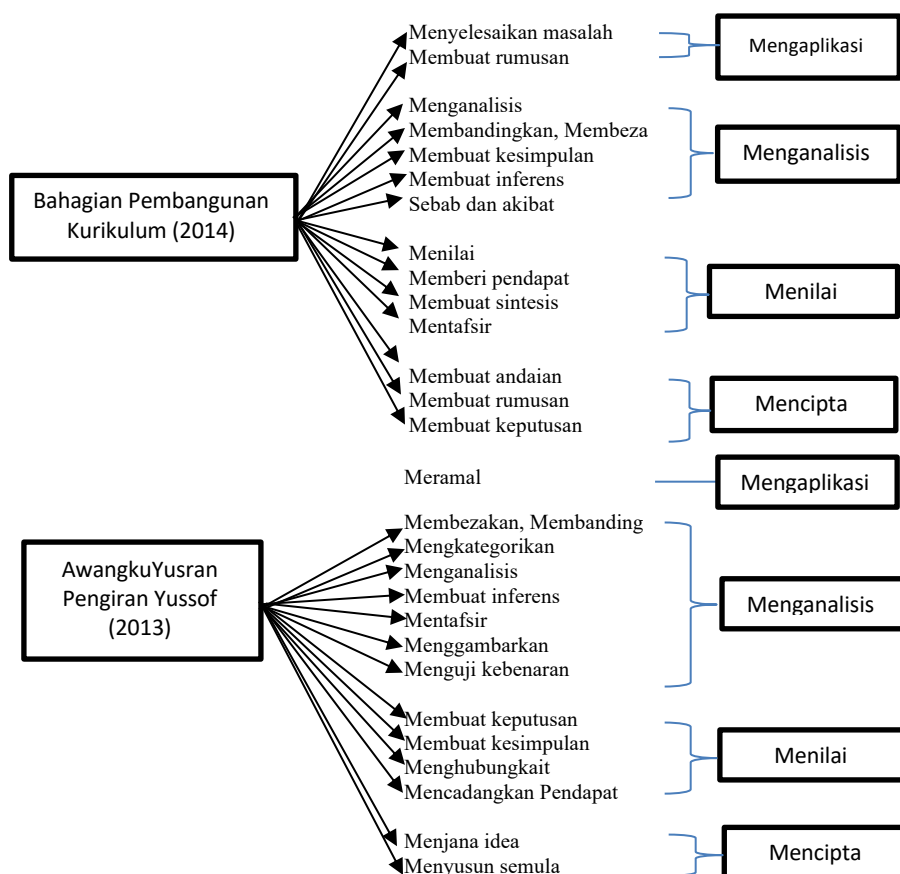 Menyelesaikan masalah
Membuat rumusan
Mengaplikasi
Menganalisis
Membandingkan, Membeza
Membuat kesimpulan
Membuat inferens
Sebab dan akibat
Menganalisis
Bahagian Pembangunan
Kurikulum (2014)
Menilai
Memberi pendapat
Membuat sintesis
Mentafsir
Menilai
Membuat andaian
Membuat rumusan
Membuat keputusan
Mencipta
Meramal
Mengaplikasi
Membezakan, Membanding
Mengkategorikan
Menganalisis
Membuat inferens
Mentafsir
Menggambarkan
Menguji kebenaran
Menganalisis
AwangkuYusran
Pengiran Yussof
(2013)
Membuat keputusan
Membuat kesimpulan
Menghubungkait
Mencadangkan Pendapat
Menilai
Menjana idea
Menyusun semula
Mencipta